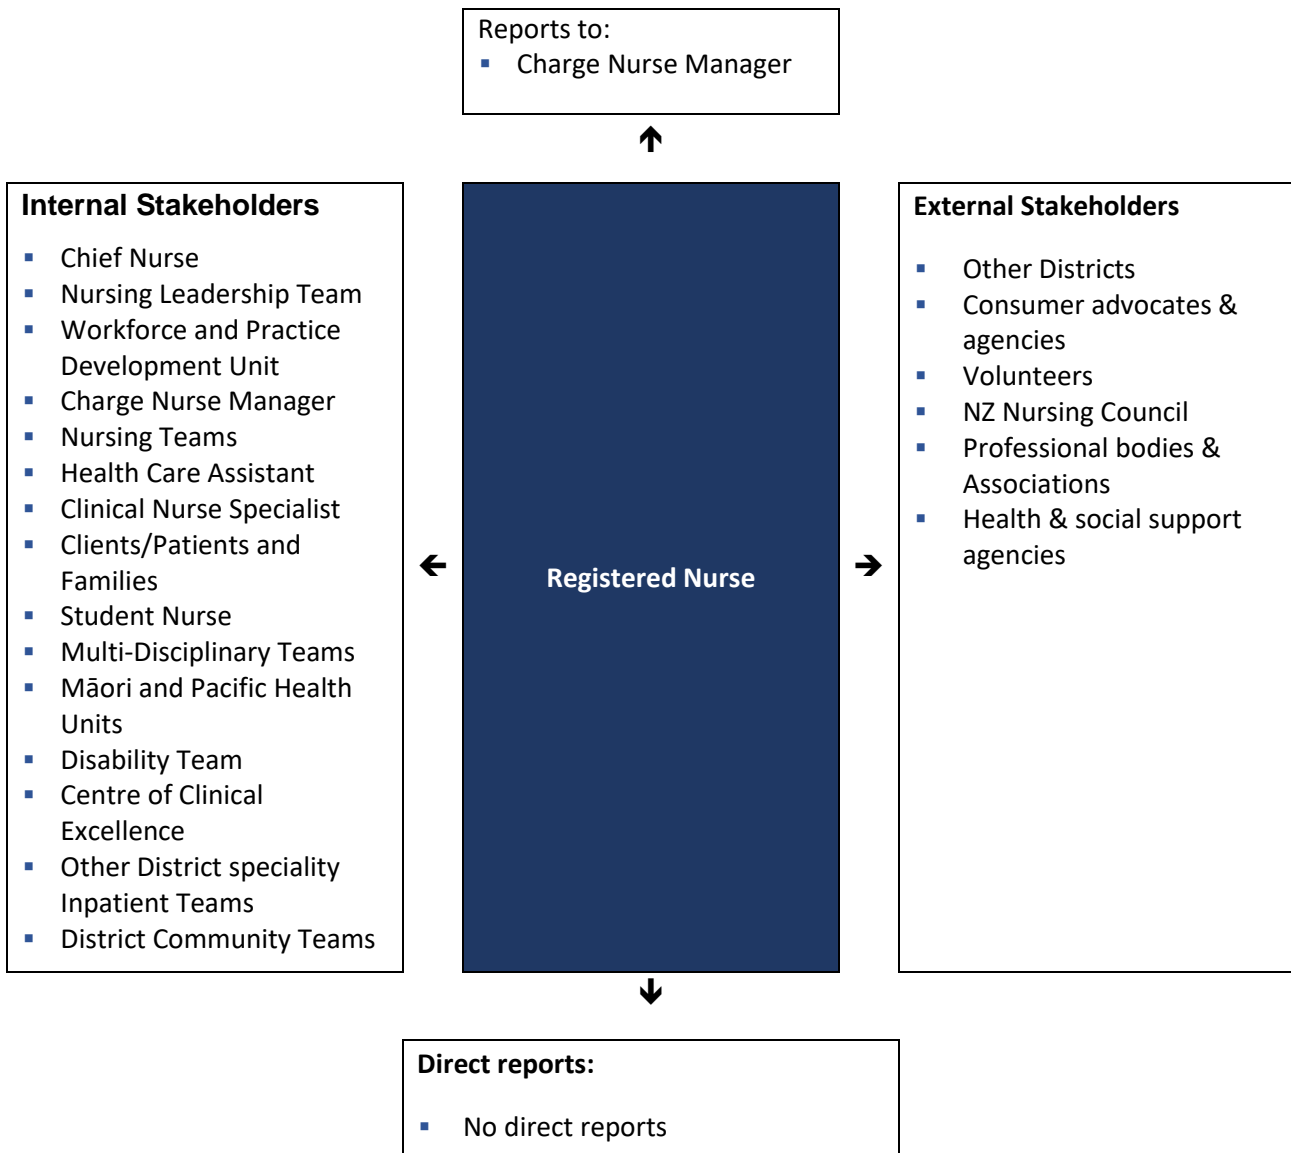 Reports to:
▪ Charge Nurse Manager
Internal Stakeholders
▪ Chief Nurse
▪ Nursing Leadership Team
▪ Workforce and Practice
Development Unit
▪ Charge Nurse Manager
▪ Nursing Teams
▪ Health Care Assistant
▪ Clinical Nurse Specialist
▪ Clients/Patients and
Families
▪ Student Nurse
▪ Multi-Disciplinary Teams
▪ Māori and Pacific Health
Units
▪ Disability Team
▪ Centre of Clinical
Excellence
▪ Other District speciality
Inpatient Teams
▪ District Community Teams
Registered Nurse
External Stakeholders
▪ Other Districts
▪ Consumer advocates &
agencies
▪ Volunteers
▪ NZ Nursing Council
▪ Professional bodies &
Associations
▪ Health & social support
agencies
Direct reports:
▪ No direct reports